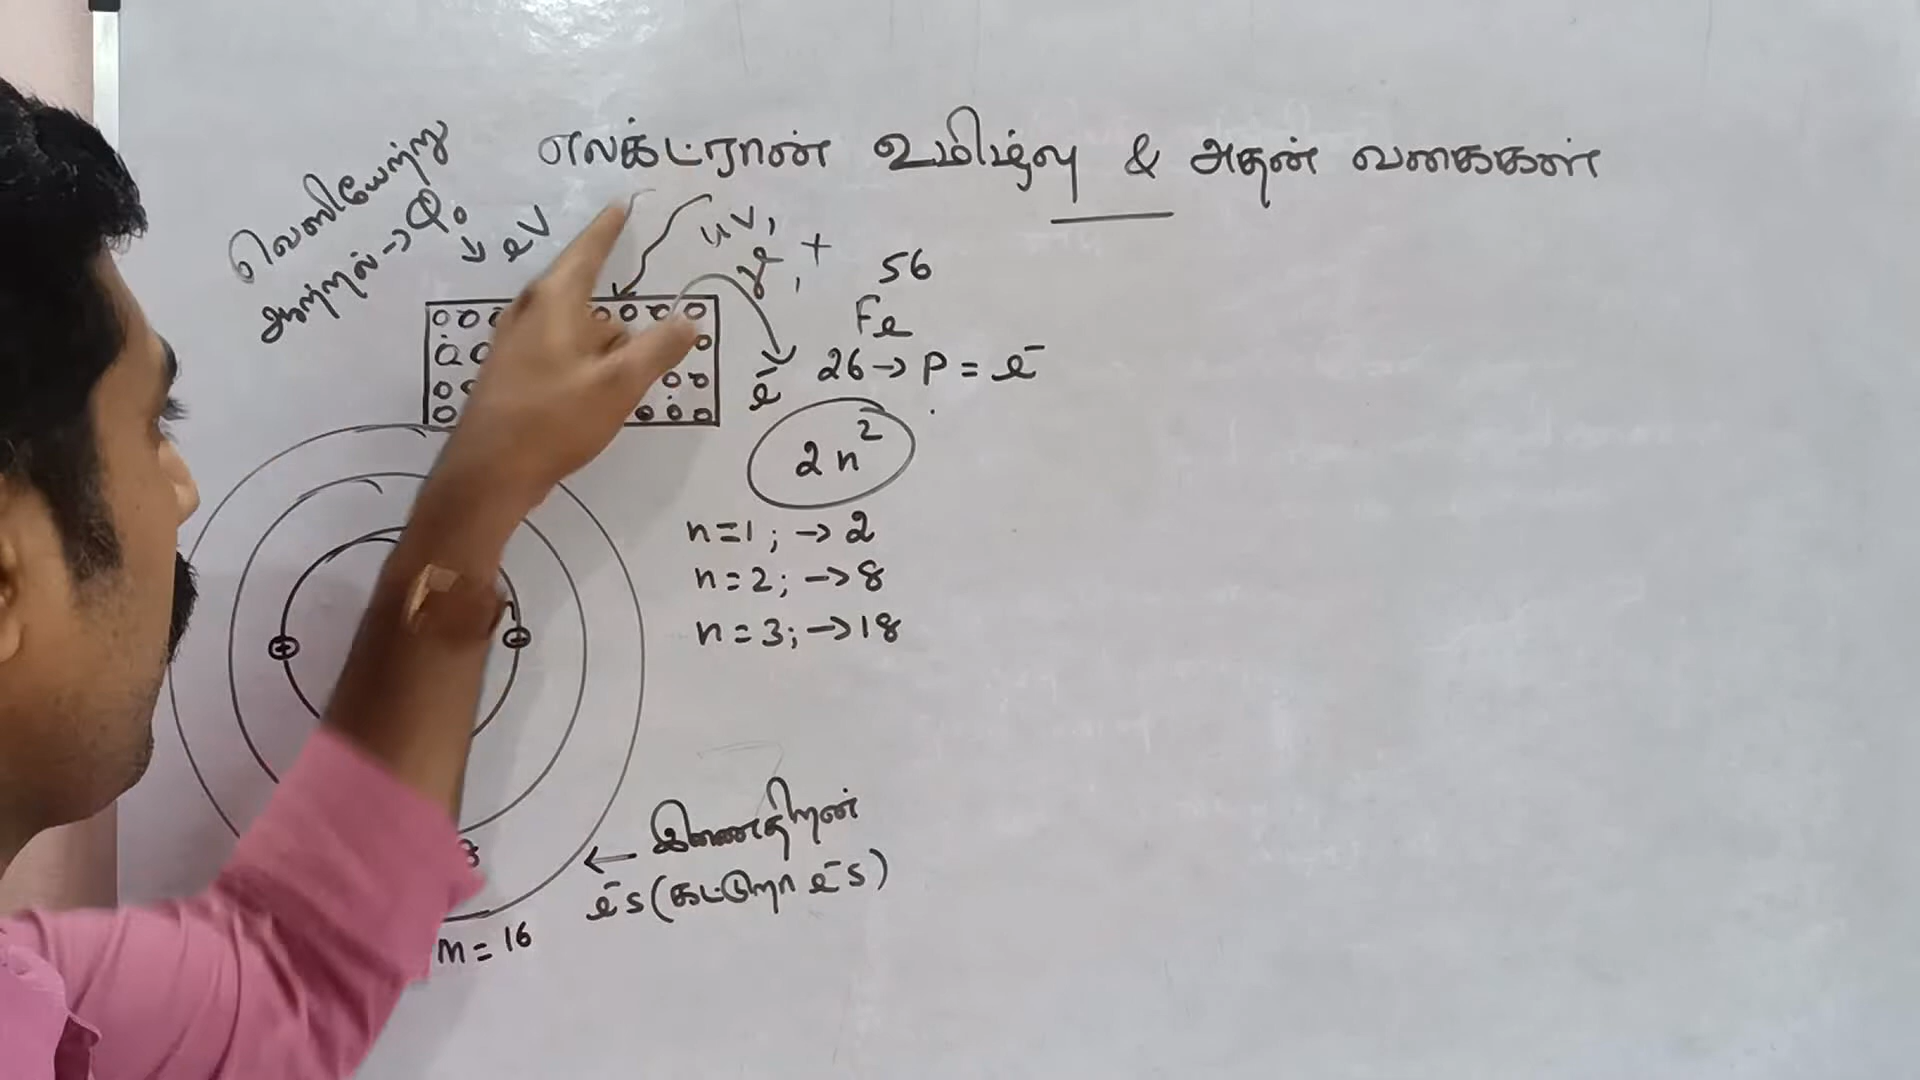 எலக்ட்ரான் உமிழ்வு & அதன் வகைகள்
வெளியேற்று
ஆற்றல் → Φ₀
↓ eV
uv,
γ, +
56
Fe
26 → P = e⁻
e⁻
2n²
n=1; → 2
n=2; → 8
n=3; → 18
← இணைதிறன்
e⁻s (கட்டுறா e⁻s)
M = 16